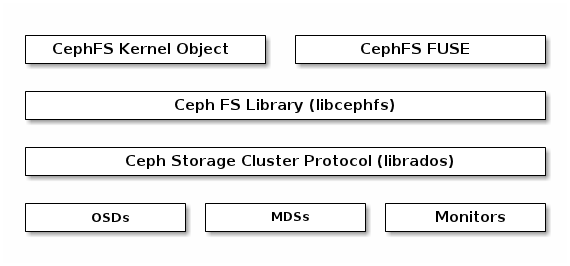 CephFS Kernel Object
CephFS FUSE
Ceph FS Library (libcephfs)
Ceph Storage Cluster Protocol (librados)
OSDs
MDSs
Monitors